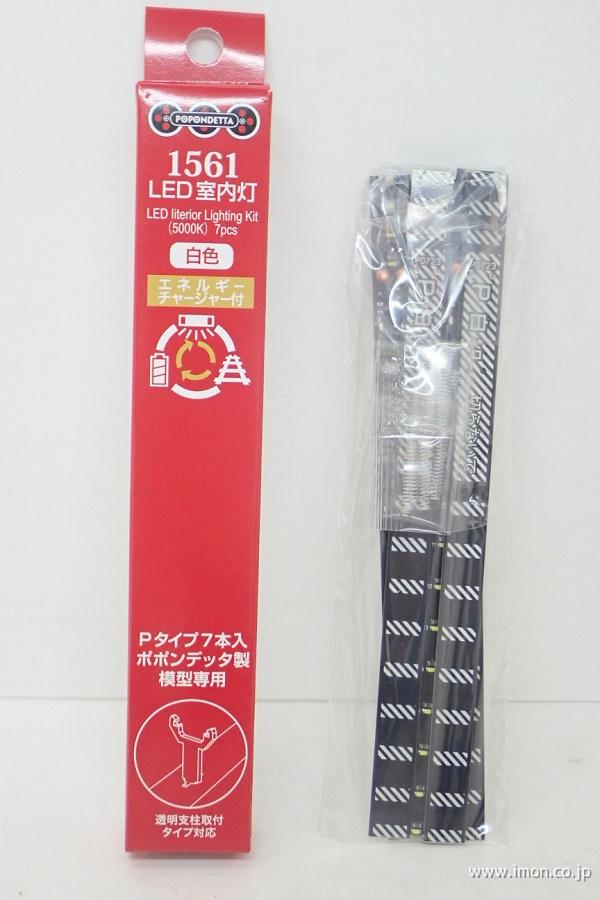 POPONDETTA
1561
LED室内灯
LED literior Lighting Kit
(5000K) 7pcs
白色
エネルギー
チャージャー付
Pタイプ7本入
ポポンデッタ製
模型専用
透明支柱取付
タイプ対応
P0723
P 白
www.imon.co.jp